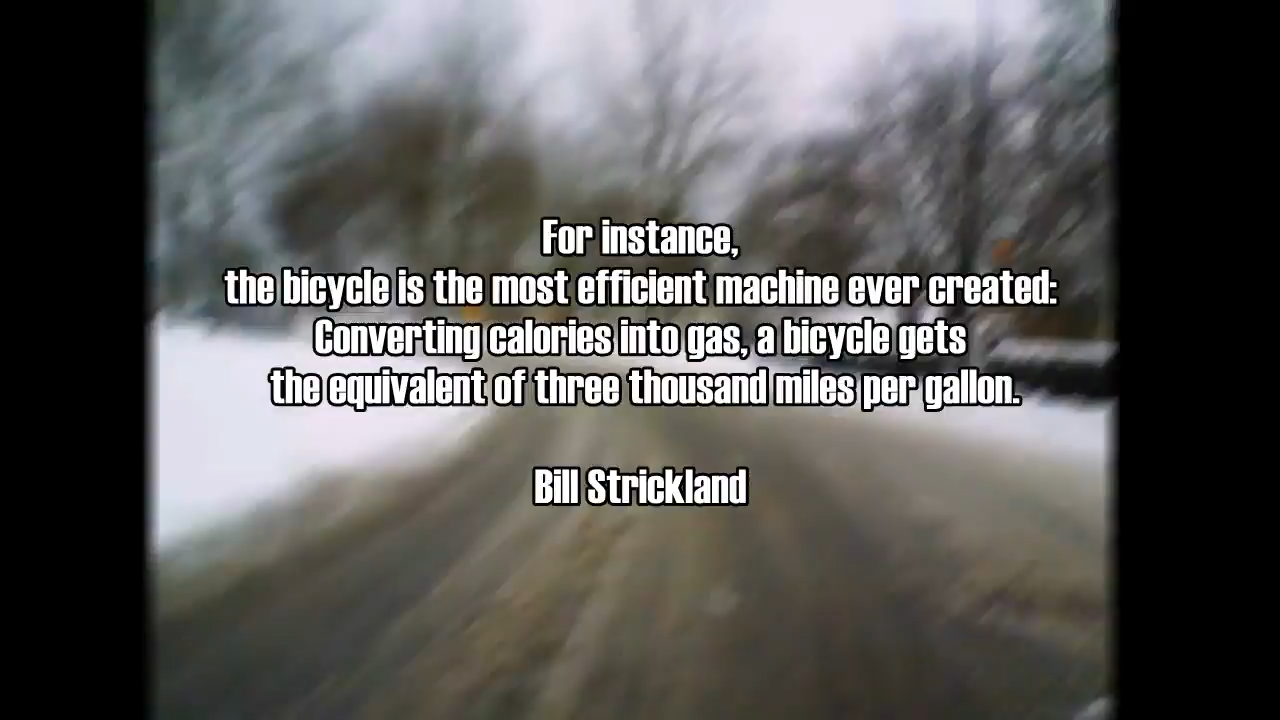 For instance,
the bicycle is the most efficient machine ever created:
Converting calories into gas, a bicycle gets
the equivalent of three thousand miles per gallon.
Bill Strickland